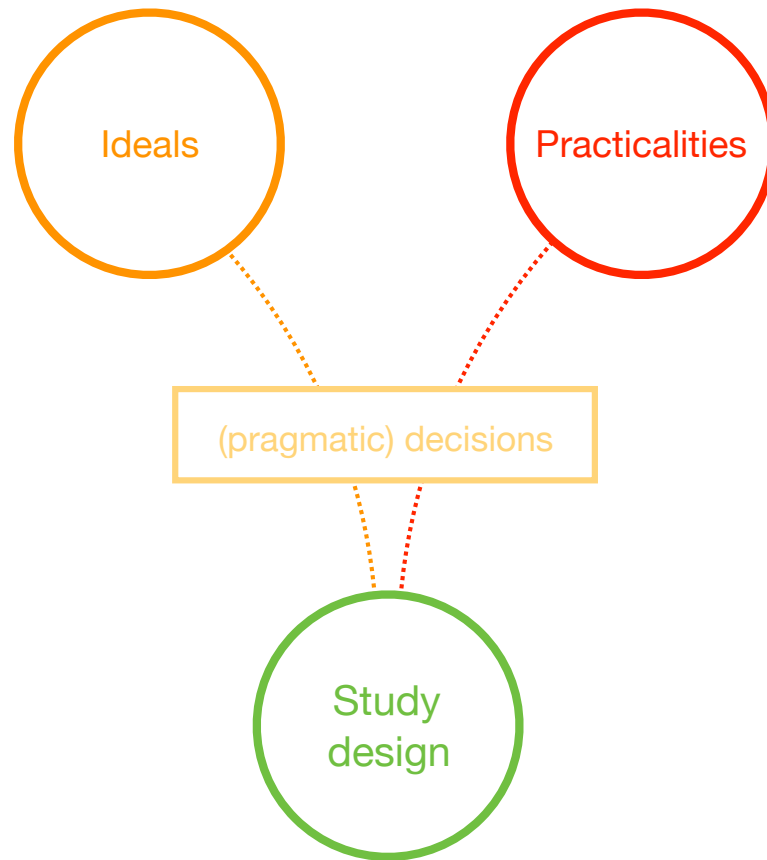 Ideals
Practicalities
(pragmatic) decisions
Study
design